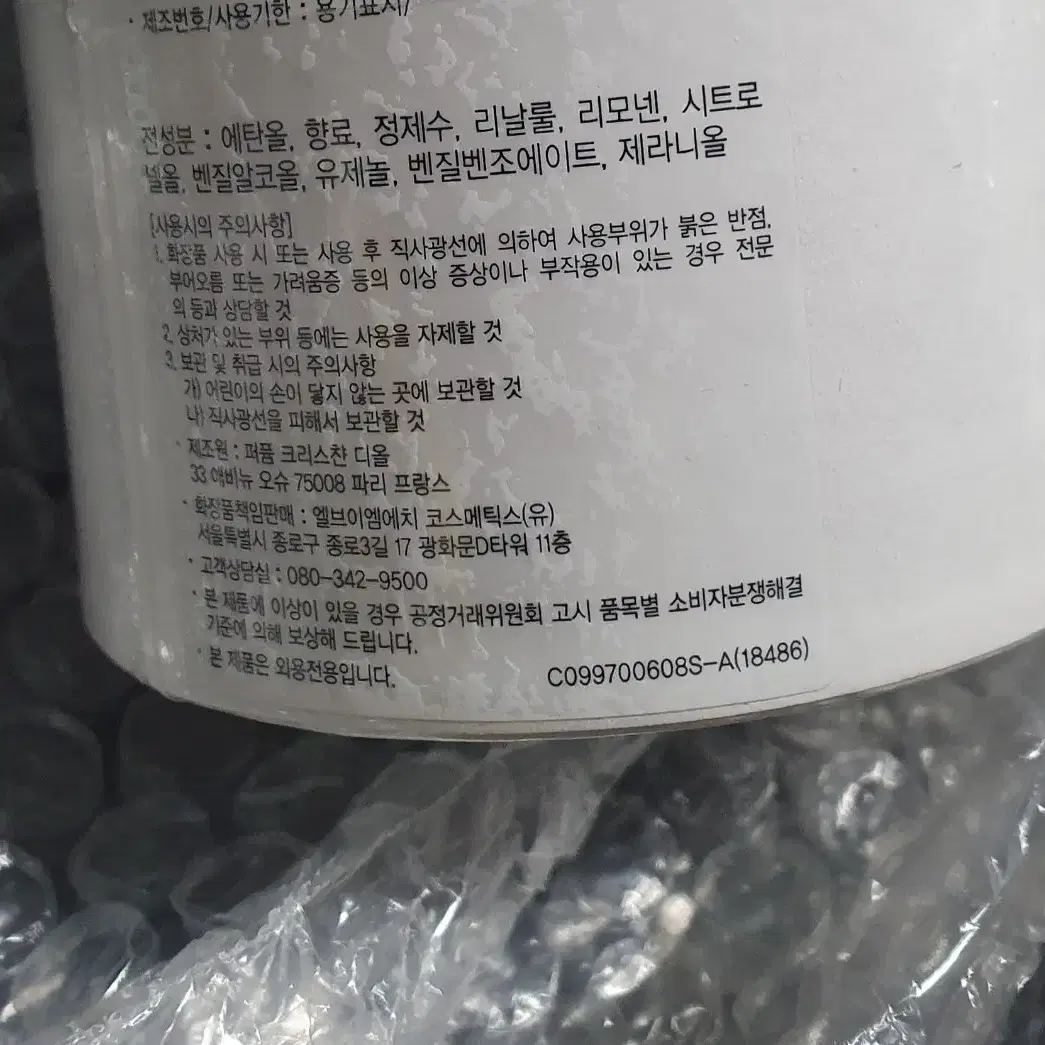 · 제조번호/사용기한 : 용기표시/
전성분 : 에탄올, 향료, 정제수, 리날룰, 리모넨, 시트로
넬올, 벤질알코올, 유제놀, 벤질벤조에이트, 제라니올
[사용시의 주의사항]
1. 화장품 사용 시 또는 사용 후 직사광선에 의하여 사용부위가 붉은 반점,
부어오름 또는 가려움증 등의 이상 증상이나 부작용이 있는 경우 전문
의 등과 상담할 것
2. 상처가 있는 부위 등에는 사용을 자제할 것
3. 보관 및 취급 시의 주의사항
가) 어린이의 손이 닿지 않는 곳에 보관할 것
나) 직사광선을 피해서 보관할 것
· 제조원 : 퍼퓸 크리스챤 디올
33 애비뉴 오슈 75008 파리 프랑스
· 화장품책임판매 : 엘브이엠에치 코스메틱스(유)
서울특별시 종로구 종로3길 17 광화문D타워 11층
· 고객상담실 : 080-342-9500
· 본 제품에 이상이 있을 경우 공정거래위원회 고시 품목별 소비자분쟁해결
기준에 의해 보상해 드립니다.
· 본 제품은 외용전용입니다.
C099700608S-A(18486)